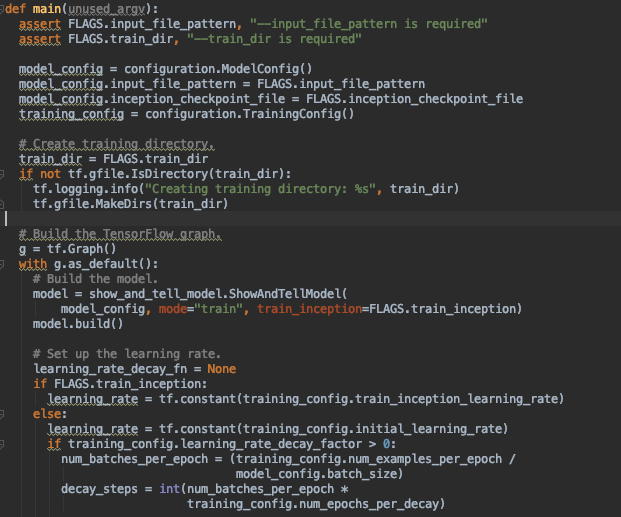 def main(unused_argv):
  assert FLAGS.input_file_pattern, "--input_file_pattern is required"
  assert FLAGS.train_dir, "--train_dir is required"

  model_config = configuration.ModelConfig()
  model_config.input_file_pattern = FLAGS.input_file_pattern
  model_config.inception_checkpoint_file = FLAGS.inception_checkpoint_file
  training_config = configuration.TrainingConfig()

  # Create training directory.
  train_dir = FLAGS.train_dir
  if not tf.gfile.IsDirectory(train_dir):
    tf.logging.info("Creating training directory: %s", train_dir)
    tf.gfile.MakeDirs(train_dir)

  # Build the TensorFlow graph.
  g = tf.Graph()
  with g.as_default():
    # Build the model.
    model = show_and_tell_model.ShowAndTellModel(
        model_config, mode="train", train_inception=FLAGS.train_inception)
    model.build()

    # Set up the learning rate.
    learning_rate_decay_fn = None
    if FLAGS.train_inception:
      learning_rate = tf.constant(training_config.train_inception_learning_rate)
    else:
      learning_rate = tf.constant(training_config.initial_learning_rate)
      if training_config.learning_rate_decay_factor > 0:
        num_batches_per_epoch = (training_config.num_examples_per_epoch /
                                 model_config.batch_size)
        decay_steps = int(num_batches_per_epoch *
                          training_config.num_epochs_per_decay)